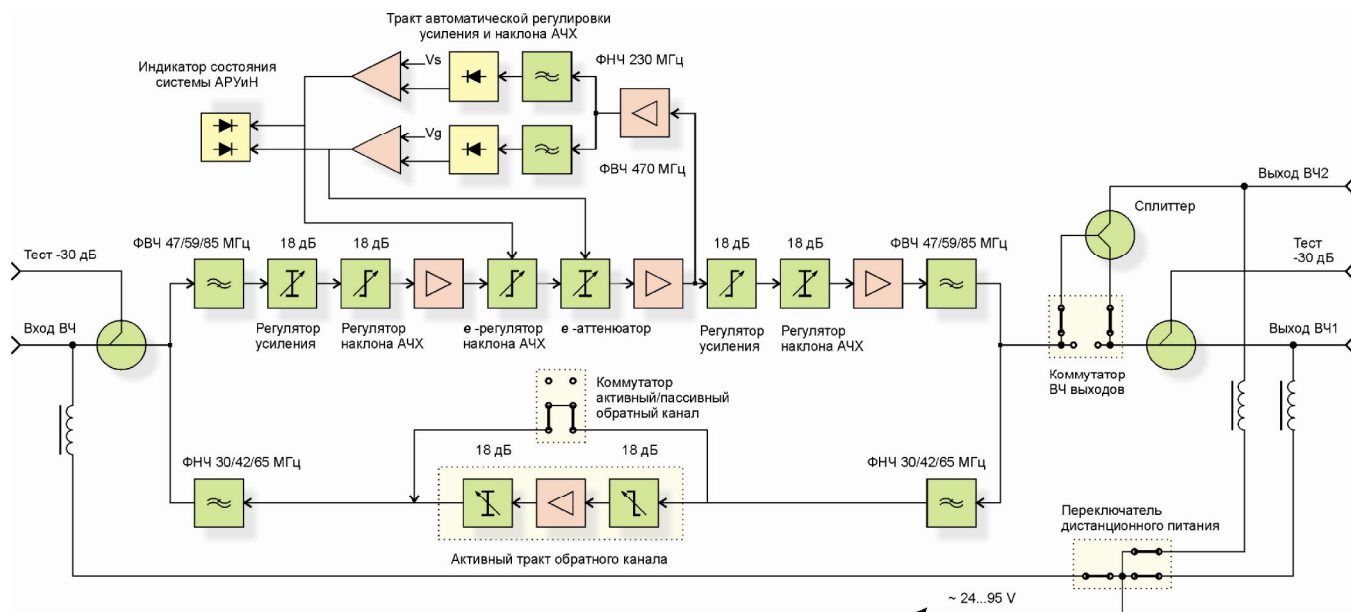 Тракт автоматической регулировки
усиления и наклона АЧХ
Индикатор состояния
системы АРУиН
Vs
ФНЧ 230 МГц
Vg
ФВЧ 470 МГц
Выход ВЧ2
Сплиттер
Тест -30 дБ
ФВЧ 47/59/85 МГц
18 дБ
18 дБ
18 дБ
18 дБ
ФВЧ 47/59/85 МГц
Тест
-30 дБ
Вход ВЧ
Регулятор
усиления
Регулятор
наклона АЧХ
е -регулятор
наклона АЧХ
е -аттенюатор
Регулятор
усиления
Регулятор
наклона АЧХ
Выход ВЧ1
Коммутатор
ВЧ выходов
Коммутатор
активный/пассивный
обратный канал
ФНЧ 30/42/65 МГц
18 дБ
18 дБ
ФНЧ 30/42/65 МГц
Активный тракт обратного канала
Переключатель
дистанционного питания
~ 24...95 V